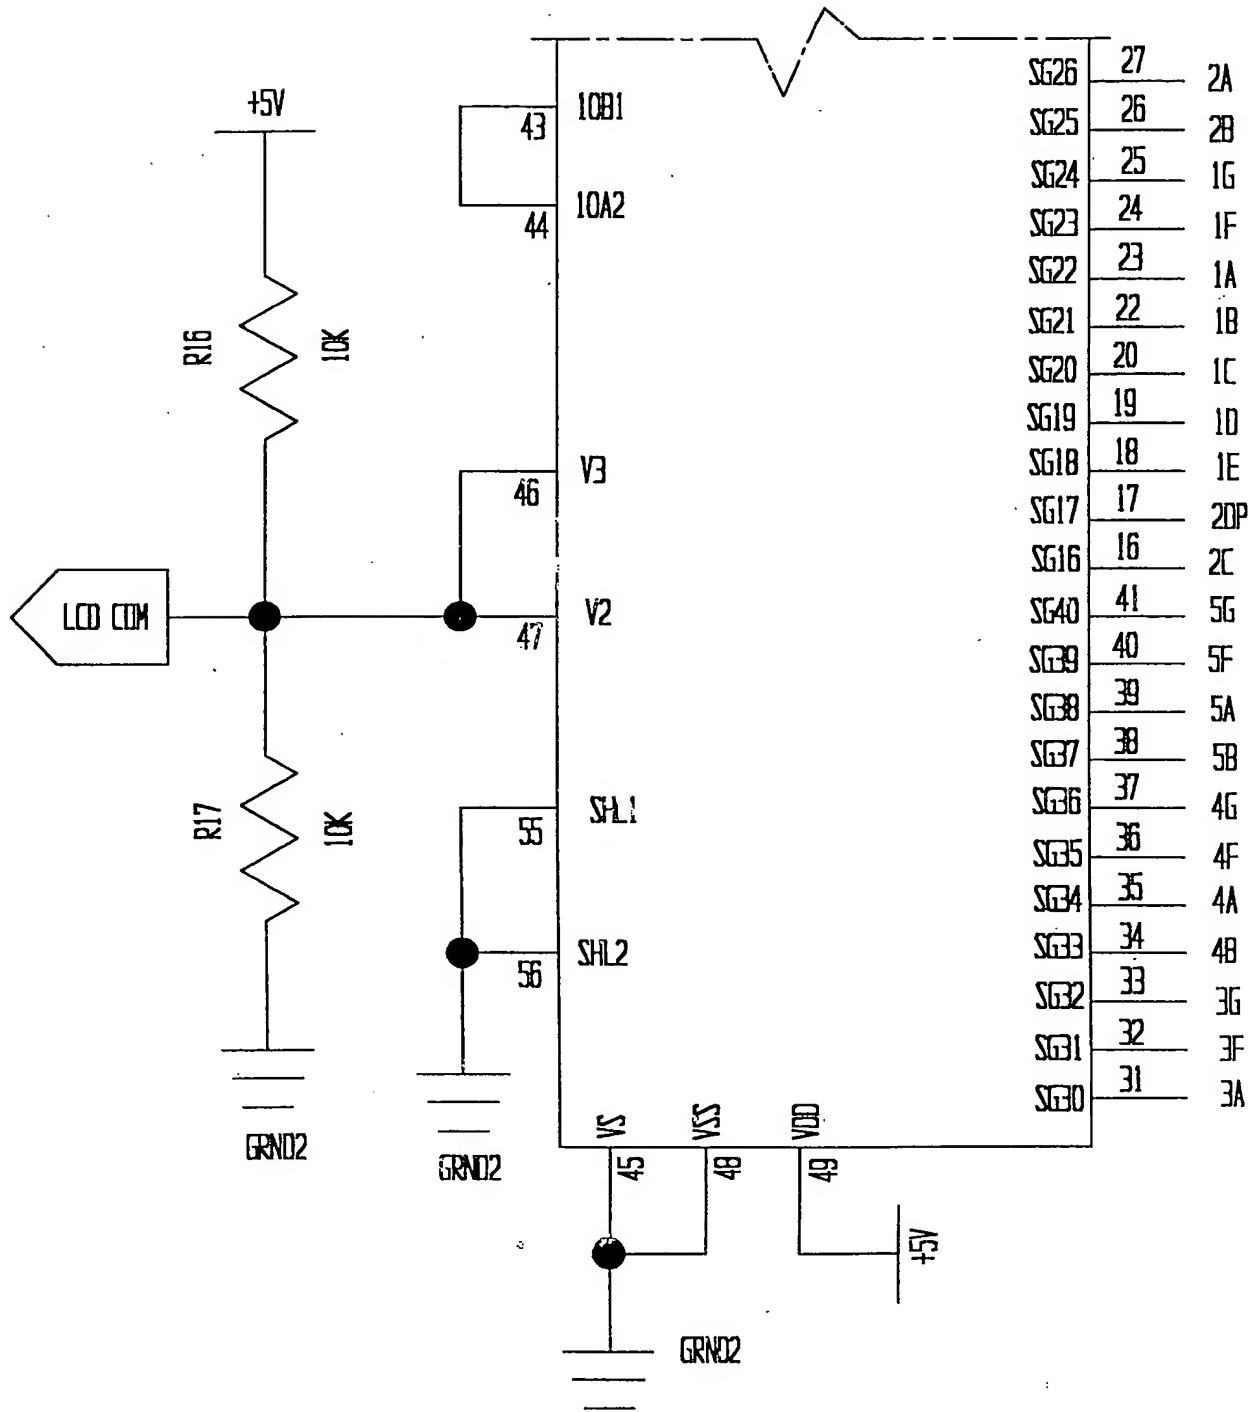 +5V
R16
10K
LCD COM
R17
10K
GRND2
10B1
43
10A2
44
V3
46
V2
47
SHL1
55
SHL2
56
GRND2
VS
45
VSS
48
VDD
49
+5V
GRND2
SG26 27 2A
SG25 26 2B
SG24 25 1G
SG23 24 1F
SG22 23 1A
SG21 22 1B
SG20 20 1C
SG19 19 1D
SG18 18 1E
SG17 17 2DP
SG16 16 2C
SG40 41 5G
SG39 40 5F
SG38 39 5A
SG37 38 5B
SG36 37 4G
SG35 36 4F
SG34 35 4A
SG33 34 4B
SG32 33 3G
SG31 32 3F
SG30 31 3A